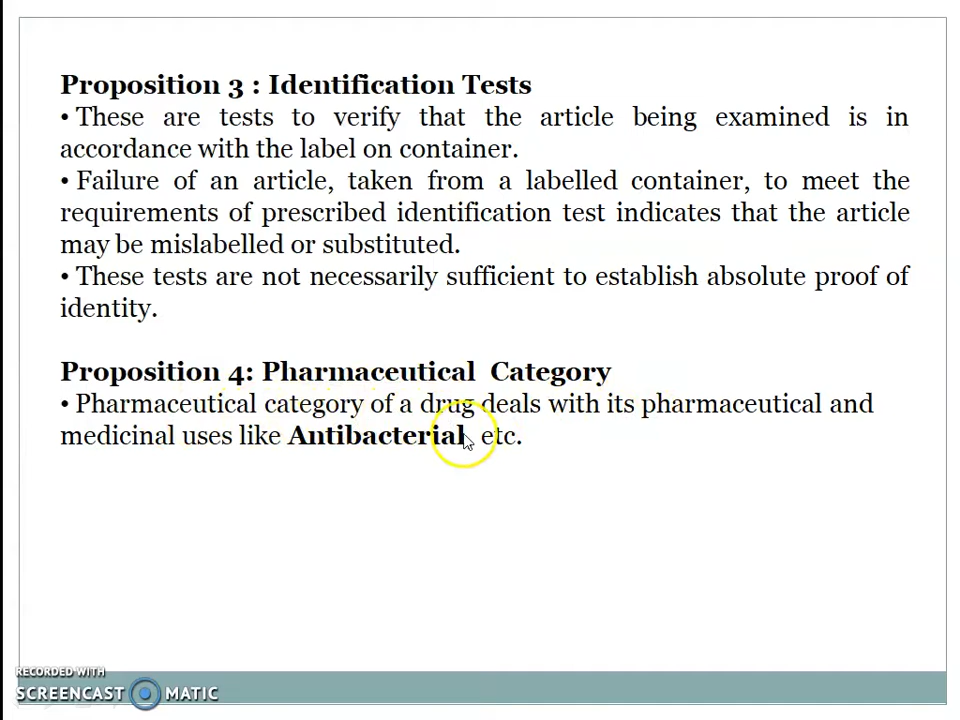 Proposition 3 : Identification Tests
• These are tests to verify that the article being examined is in
accordance with the label on container.
• Failure of an article, taken from a labelled container, to meet the
requirements of prescribed identification test indicates that the article
may be mislabelled or substituted.
• These tests are not necessarily sufficient to establish absolute proof of
identity.
Proposition 4: Pharmaceutical Category
• Pharmaceutical category of a drug deals with its pharmaceutical and
medicinal uses like Antibacterial, etc.
RECORDED WITH
SCREENCAST MATIC